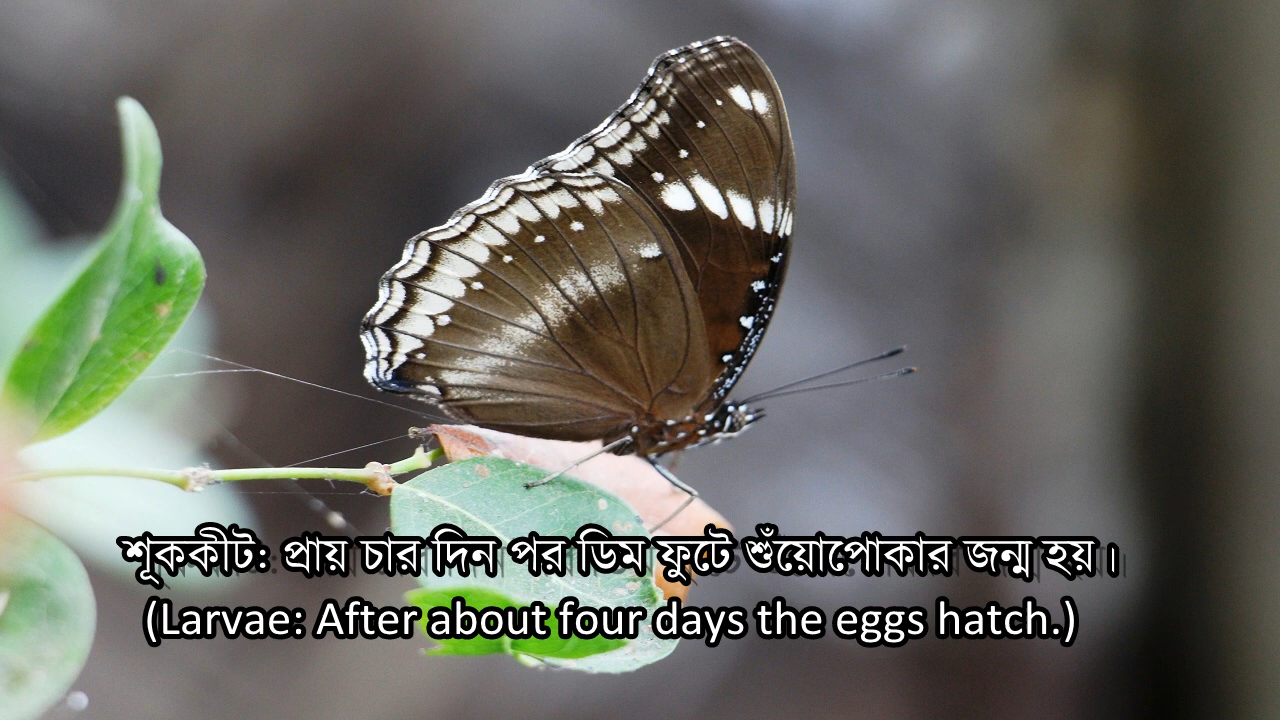 শূককীট: প্রায় চার দিন পর ডিম ফুটে শুঁয়োপোকার জন্ম হয়।
(Larvae: After about four days the eggs hatch.)